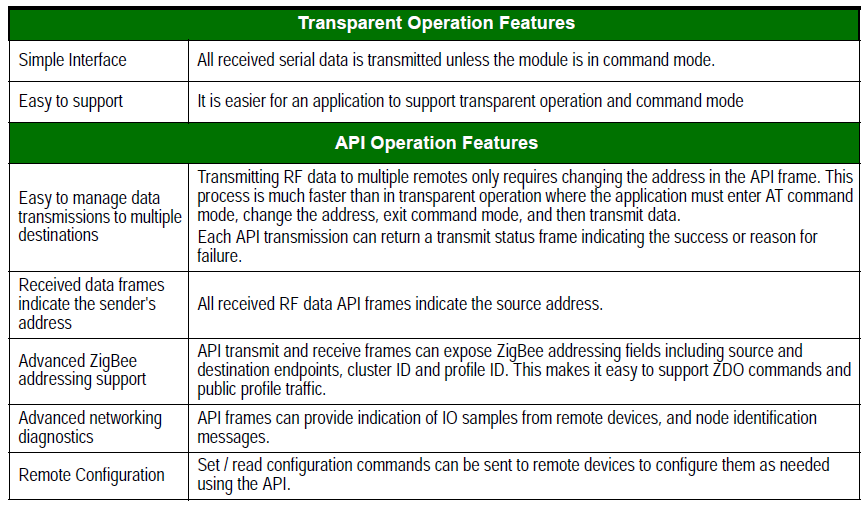 Transparent Operation Features
Simple Interface
All received serial data is transmitted unless the module is in command mode.
Easy to support
It is easier for an application to support transparent operation and command mode
API Operation Features
Easy to manage data
transmissions to multiple
destinations
Transmitting RF data to multiple remotes only requires changing the address in the API frame. This
process is much faster than in transparent operation where the application must enter AT command
mode, change the address, exit command mode, and then transmit data.
Each API transmission can return a transmit status frame indicating the success or reason for
failure.
Received data frames
indicate the sender's
address
All received RF data API frames indicate the source address.
Advanced ZigBee
addressing support
API transmit and receive frames can expose ZigBee addressing fields including source and
destination endpoints, cluster ID and profile ID. This makes it easy to support ZDO commands and
public profile traffic.
Advanced networking
diagnostics
API frames can provide indication of IO samples from remote devices, and node identification
messages.
Remote Configuration
Set / read configuration commands can be sent to remote devices to configure them as needed
using the API.